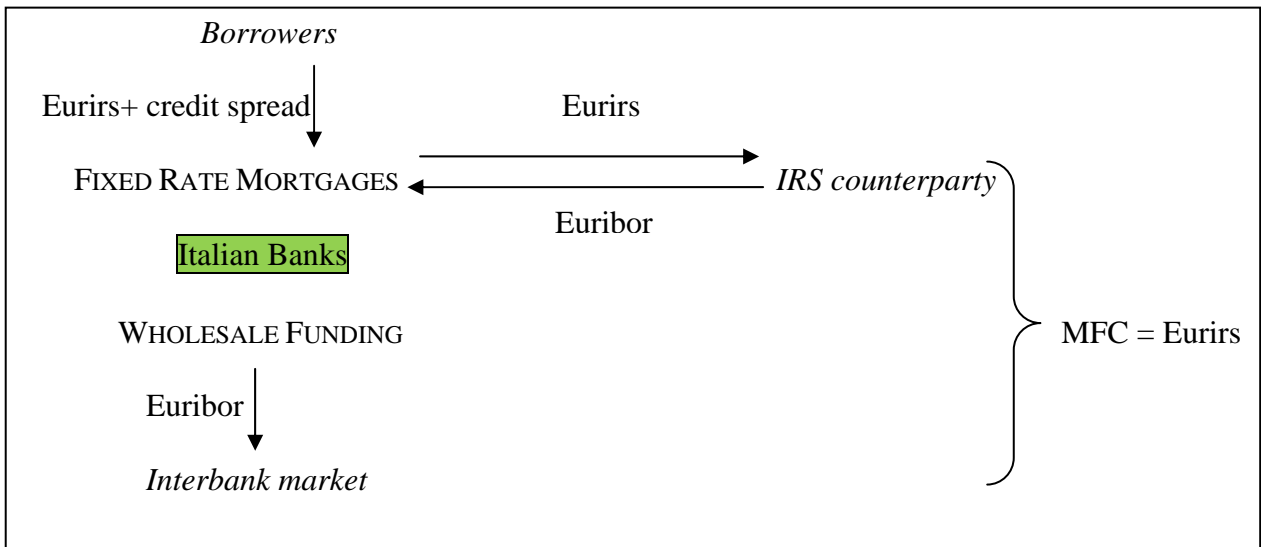 Borrowers
Eurirs+ credit spread
Eurirs
FIXED RATE MORTGAGES
IRS counterparty
Euribor
Italian Banks
WHOLESALE FUNDING
MFC = Eurirs
Euribor
Interbank market